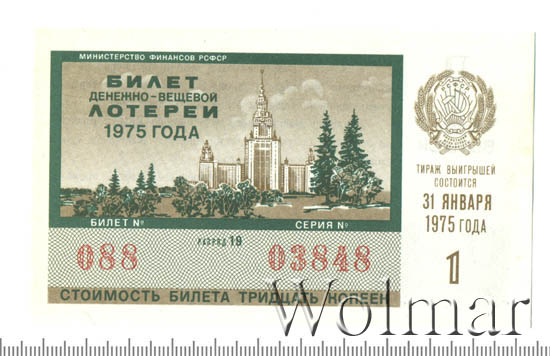 МИНИСТЕРСТВО ФИНАНСОВ РСФСР
БИЛЕТ
ДЕНЕЖНО-ВЕЩЕВОЙ
ЛОТЕРЕИ
1975 ГОДА
БИЛЕТ №
СЕРИЯ №
088
РАЗРЯД 19
03848
СТОИМОСТЬ БИЛЕТА ТРИДЦАТЬ КОПЕЕК
ТИРАЖ ВЫИГРЫШЕЙ
СОСТОИТСЯ
31 ЯНВАРЯ
1975 ГОДА
1
Wolmar